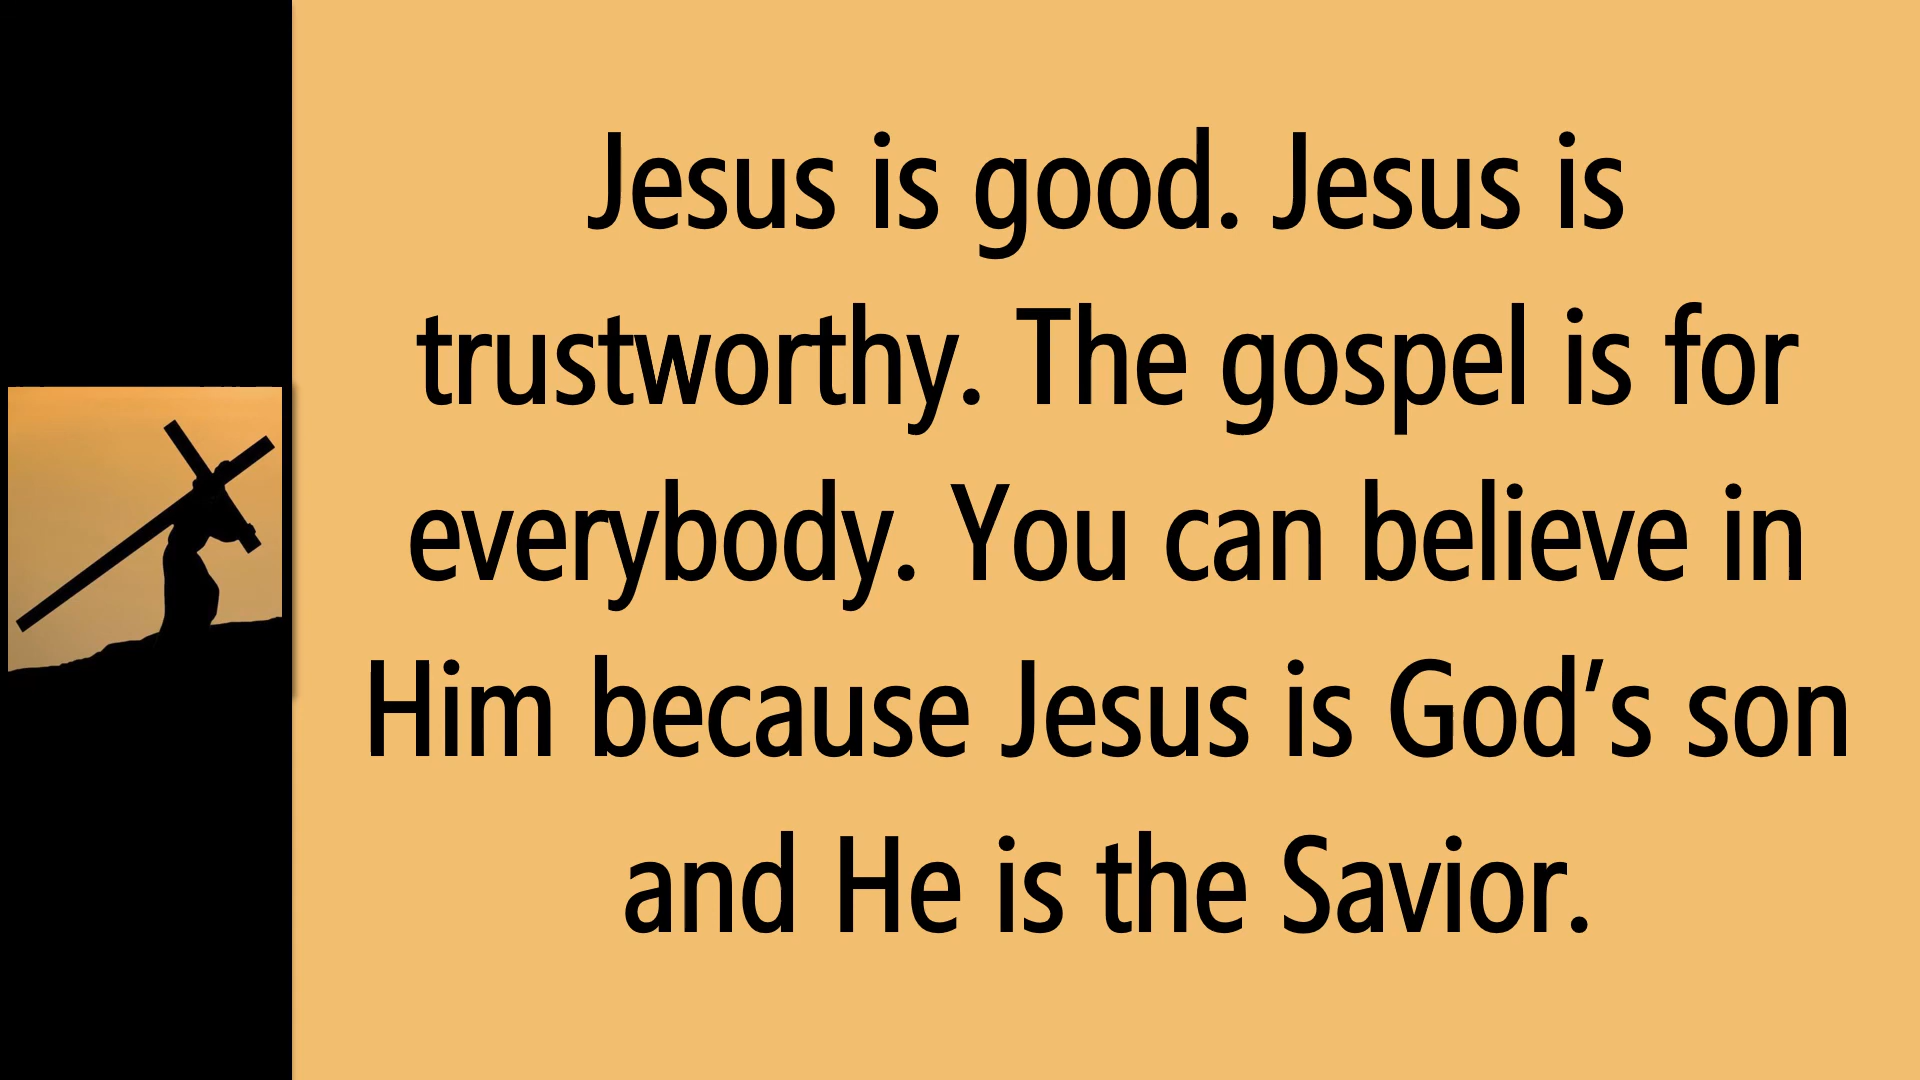 Jesus is good. Jesus is
trustworthy. The gospel is for
everybody. You can believe in
Him because Jesus is God’s son
and He is the Savior.